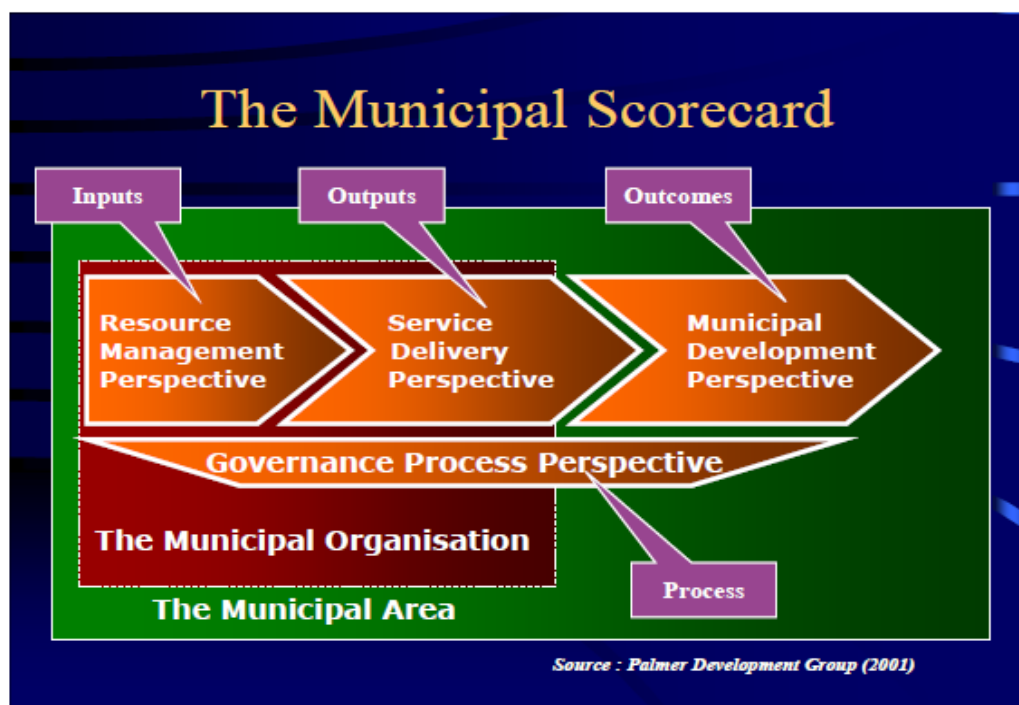 The Municipal Scorecard
Inputs
Outputs
Outcomes
Resource
Management
Perspective
Service
Delivery
Perspective
Municipal
Development
Perspective
Governance Process Perspective
The Municipal Organisation
Process
The Municipal Area
Source : Palmer Development Group (2001)